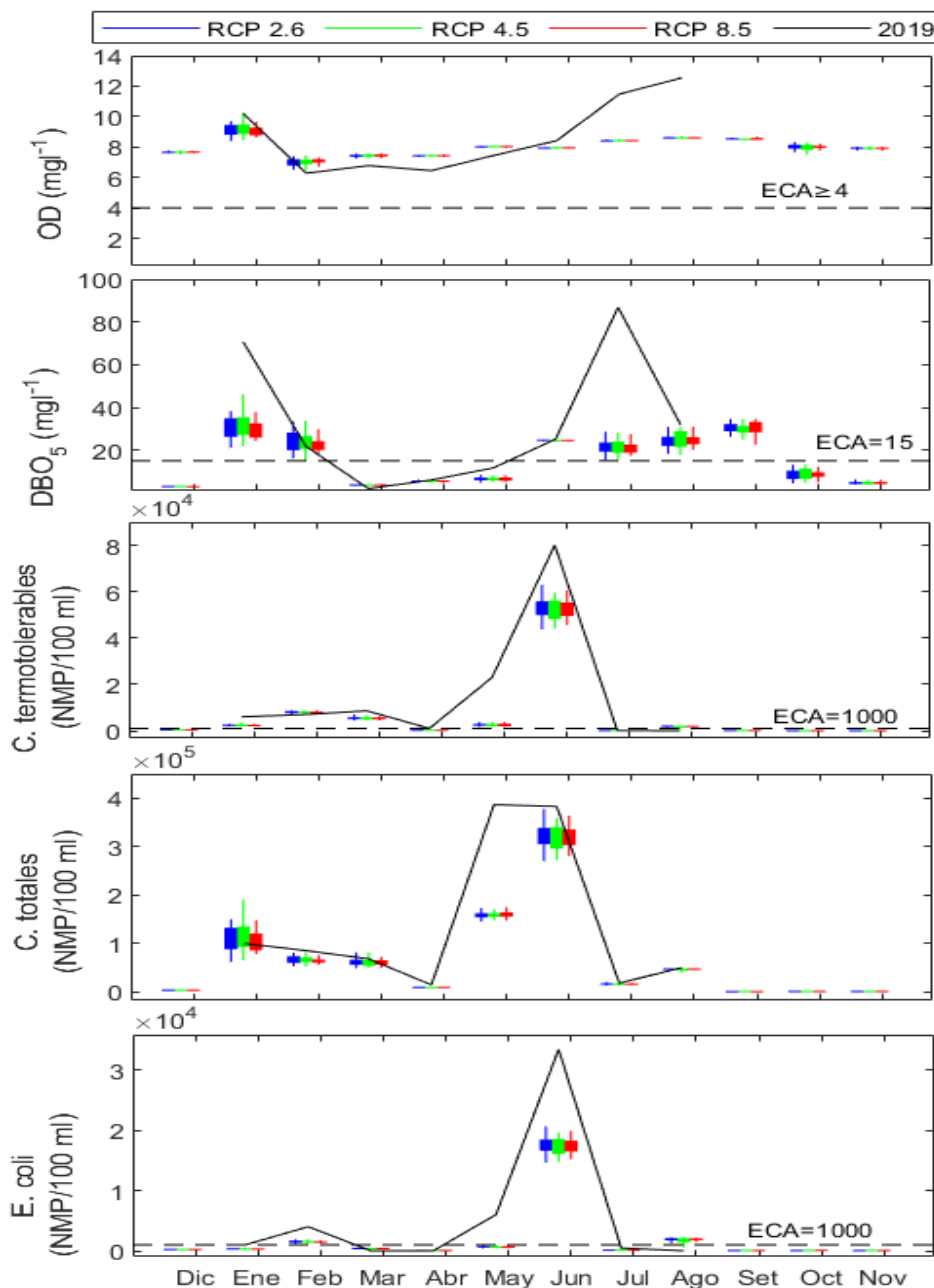 RCP 2.6 RCP 4.5 RCP 8.5 2019
14
12
10
8
6
4
2
OD (mgl⁻¹)
ECA≥4
100
80
60
40
20
DBO₅ (mgl⁻¹)
ECA=15
×10⁴
8
6
4
2
0
C. termotolerables
(NMP/100 ml)
ECA=1000
×10⁵
4
3
2
1
0
C. totales
(NMP/100 ml)
×10⁴
3
2
1
0
E. coli
(NMP/100 ml)
ECA=1000
Dic Ene Feb Mar Abr May Jun Jul Ago Set Oct Nov